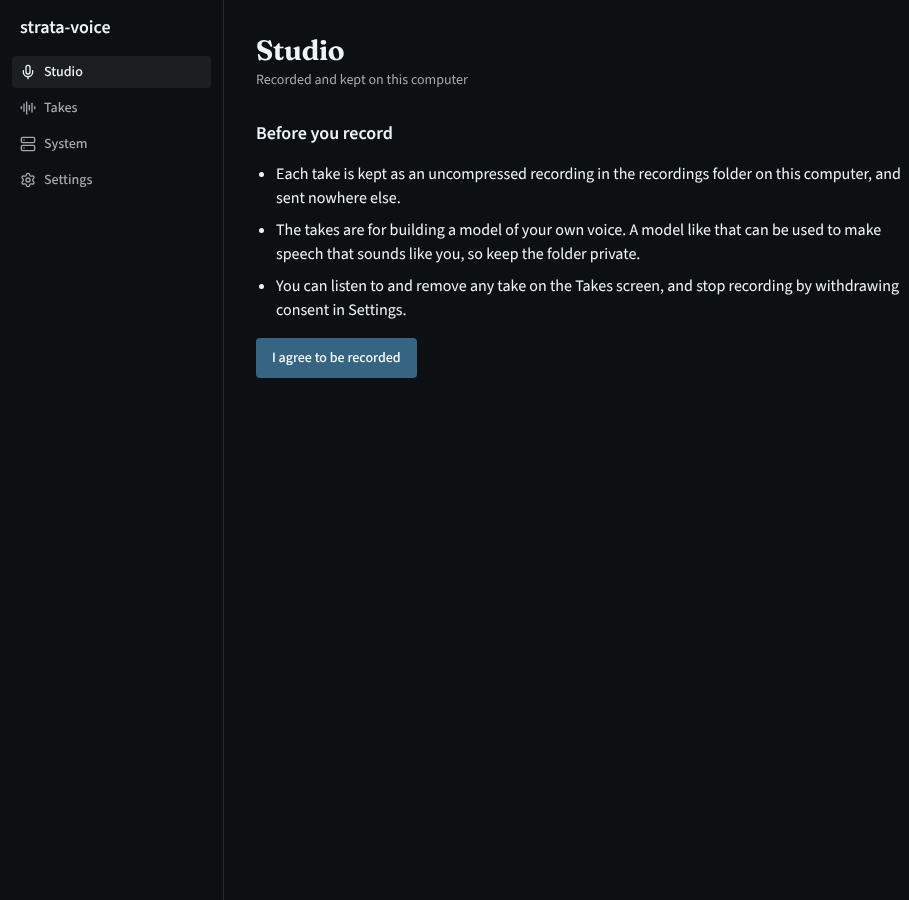 strata-voice
Studio
Takes
System
Settings
Studio
Recorded and kept on this computer
Before you record
Each take is kept as an uncompressed recording in the recordings folder on this computer, and
sent nowhere else.
The takes are for building a model of your own voice. A model like that can be used to make
speech that sounds like you, so keep the folder private.
You can listen to and remove any take on the Takes screen, and stop recording by withdrawing
consent in Settings.
I agree to be recorded